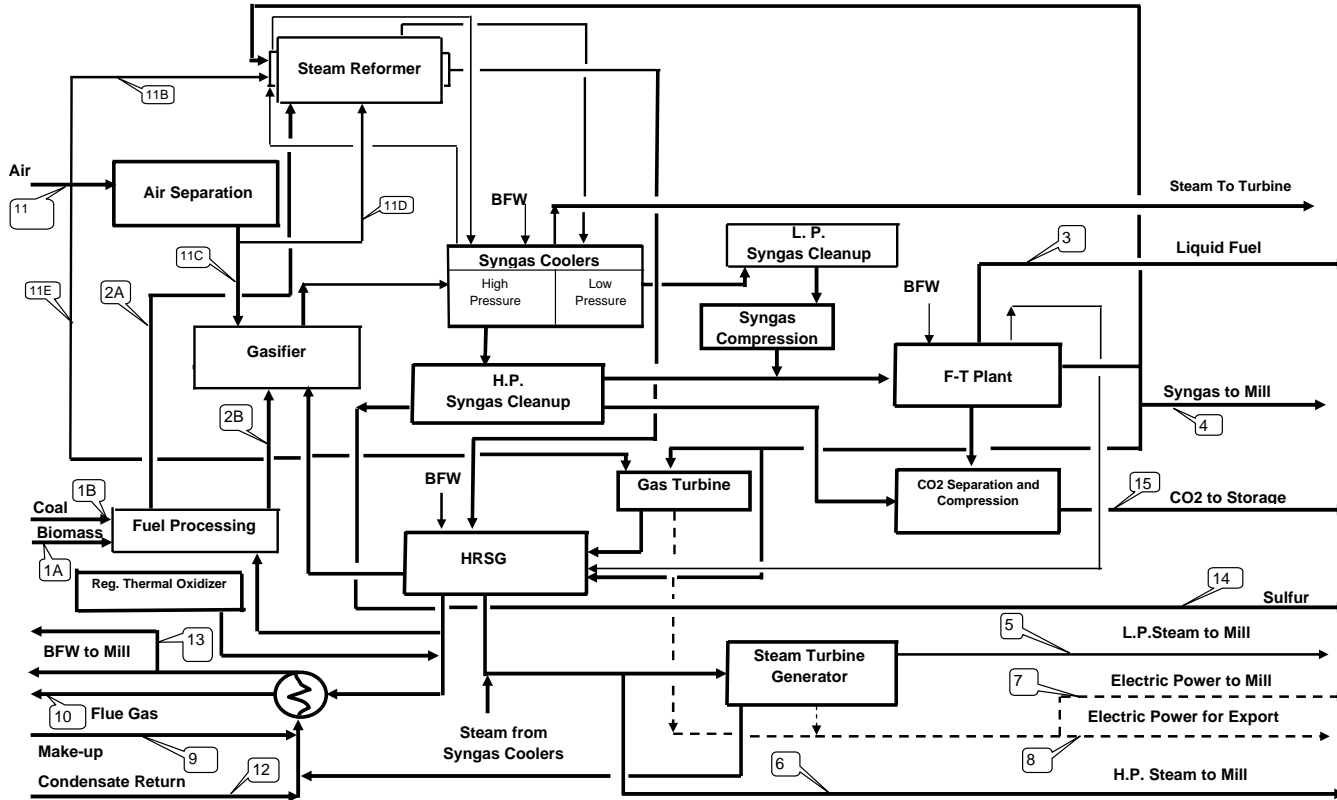 Steam Reformer
11B
Air
Air Separation
11
11D
BFW
Steam To Turbine
L. P.
Syngas Cleanup
3
Liquid Fuel
11C
Syngas Coolers
High
Pressure
Low
Pressure
11E
2A
BFW
Syngas
Compression
Gasifier
F-T Plant
H.P.
Syngas Cleanup
Syngas to Mill
2B
4
BFW
Gas Turbine
CO2 Separation and
Compression
15
CO2 to Storage
1B
Coal
Fuel Processing
Biomass
1A
HRSG
Reg. Thermal Oxidizer
14
Sulfur
13
BFW to Mill
5
L.P.Steam to Mill
Steam Turbine
Generator
7
Electric Power to Mill
10
Flue Gas
Electric Power for Export
Steam from
Syngas Coolers
Make-up
9
8
Condensate Return
12
6
H.P. Steam to Mill